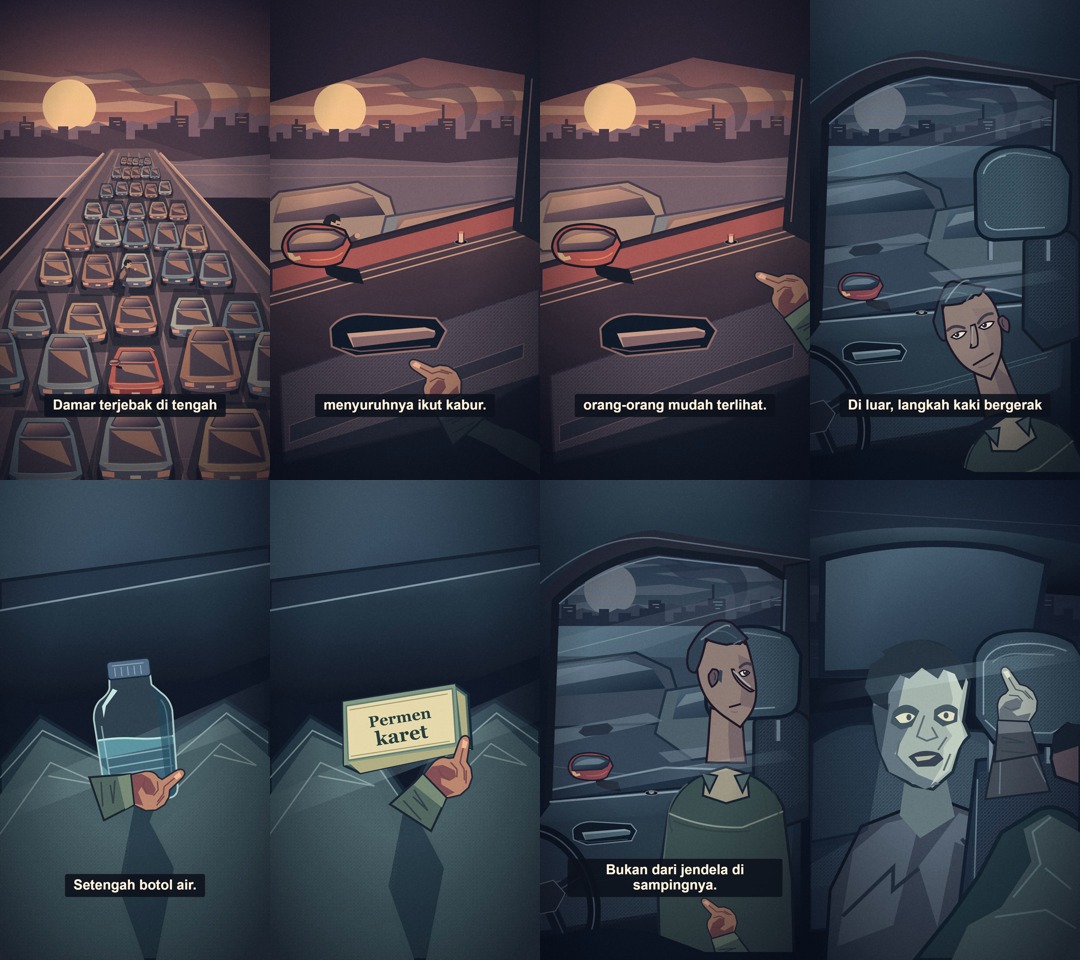 Damar terjebak di tengah
menyuruhnya ikut kabur.
orang-orang mudah terlihat.
Di luar, langkah kaki bergerak
Setengah botol air.
Permen
karet
Bukan dari jendela di
sampingnya.